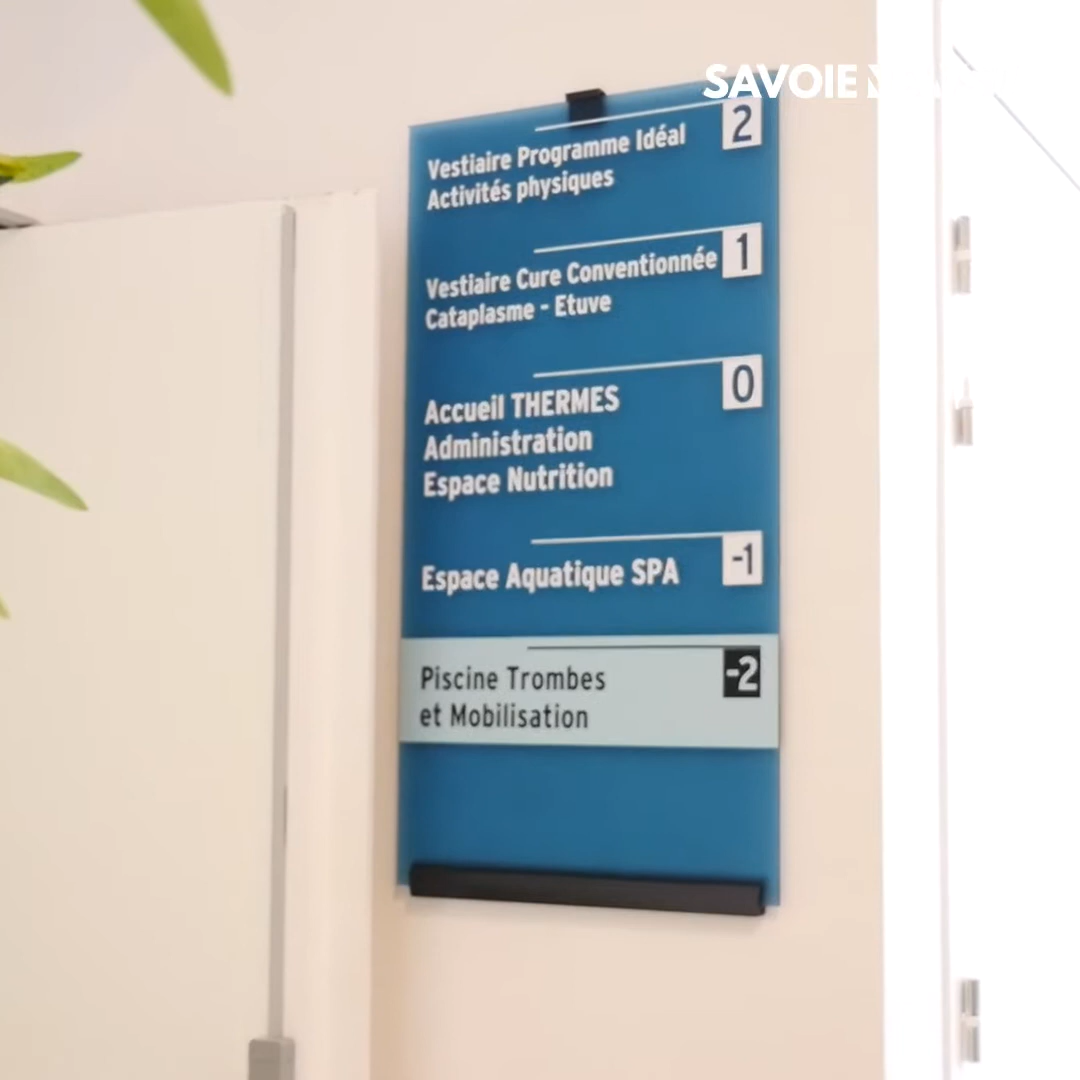 SAVOIE
2
Vestiaire Programme Idéal
Activités physiques
1
Vestiaire Cure Conventionnée
Cataplasme - Etuve
0
Accueil THERMES
Administration
Espace Nutrition
-1
Espace Aquatique SPA
-2
Piscine Trombes
et Mobilisation